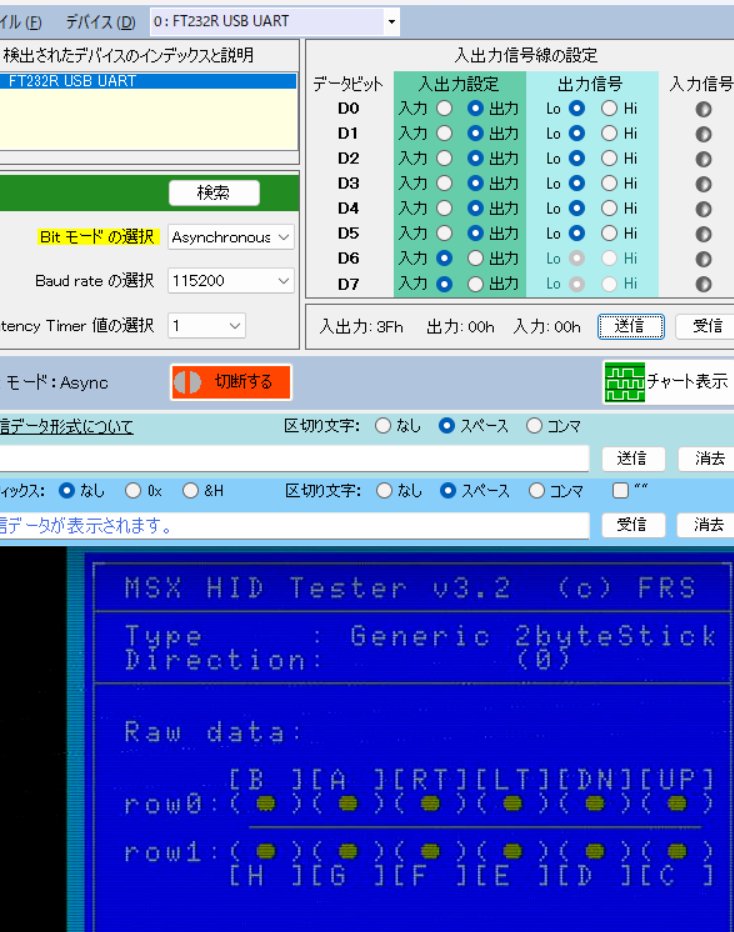 イル(F) デバイス(D) 0 : FT232R USB UART
検出されたデバイスのインデックスと説明
FT232R USB UART
検索
Bit モードの選択 Asynchronous
Baud rate の選択 115200
tency Timer 値の選択 1
入出力信号線の設定
データビット 入出力設定 出力信号 入力信号
D0 入力 出力 Lo Hi
D1 入力 出力 Lo Hi
D2 入力 出力 Lo Hi
D3 入力 出力 Lo Hi
D4 入力 出力 Lo Hi
D5 入力 出力 Lo Hi
D6 入力 出力 Lo Hi
D7 入力 出力 Lo Hi
入出力: 3Fh 出力: 00h 入力: 00h 送信 受信
モード: Async 切断する チャート表示
信データ形式について 区切り文字: なし スペース コンマ
送信 消去
ィックス: なし 0x &H 区切り文字: なし スペース コンマ ""
信データが表示されます。 受信 消去
MSX HID Tester v3.2 (c) FRS
Type : Generic 2byteStick
Direction: (0)
Raw data:
[B ][A ][RT][LT][DN][UP]
row0:( )( )( )( )( )( )
row1:( )( )( )( )( )( )
[H ][G ][F ][E ][D ][C ]